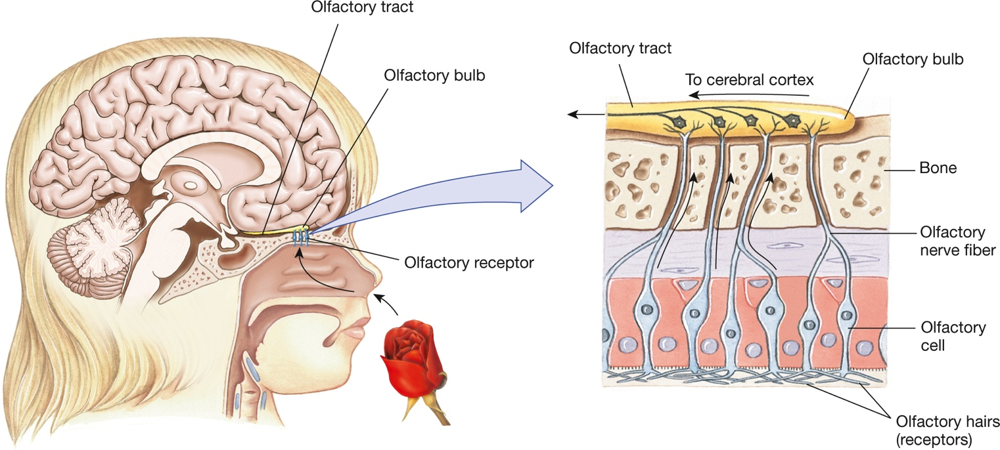 Olfactory tract
Olfactory bulb
Olfactory receptor
Olfactory tract
To cerebral cortex
Olfactory bulb
Bone
Olfactory
nerve fiber
Olfactory
cell
Olfactory hairs
(receptors)